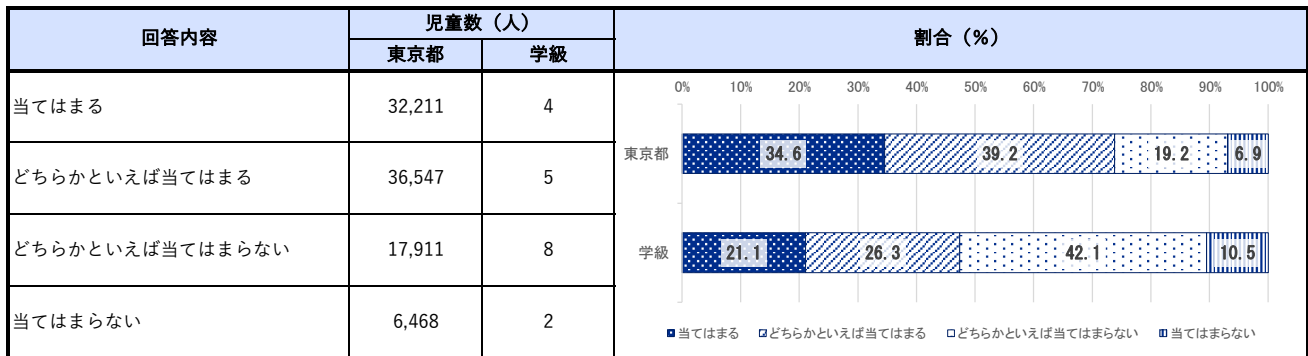 回答内容 児童数（人） 割合（%）
東京都 学級
当てはまる 32,211 4
どちらかといえば当てはまる 36,547 5
どちらかといえば当てはまらない 17,911 8
当てはまらない 6,468 2
0% 10% 20% 30% 40% 50% 60% 70% 80% 90% 100%
東京都 34.6 39.2 19.2 6.9
学級 21.1 26.3 42.1 10.5
当てはまる どちらかといえば当てはまる どちらかといえば当てはまらない 当てはまらない